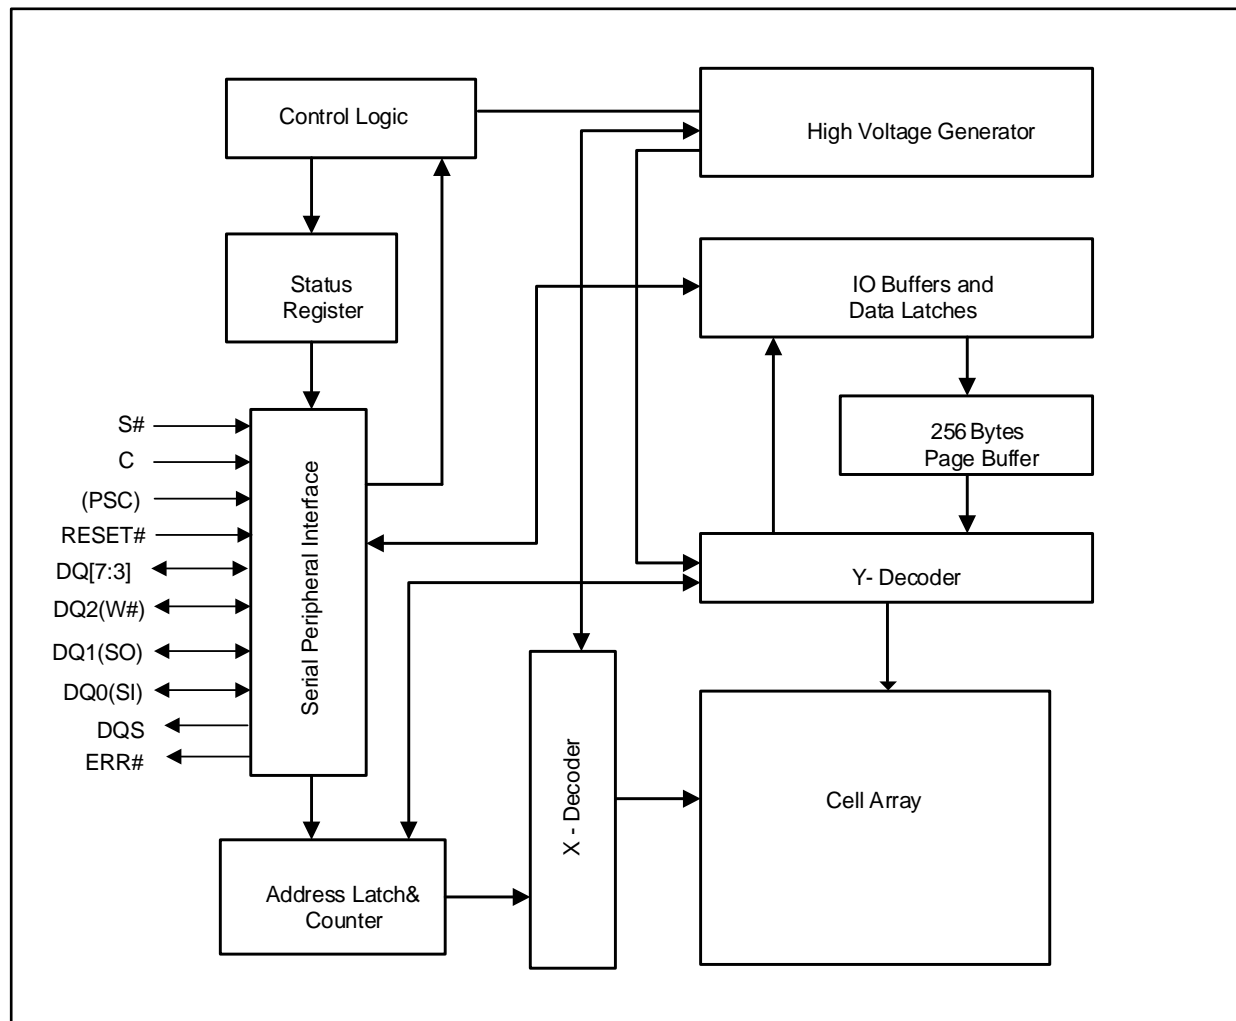 Control Logic
High Voltage Generator
Status
Register
IO Buffers and
Data Latches
256 Bytes
Page Buffer
S#
C
(PSC)
RESET#
DQ[7:3]
DQ2(W#)
DQ1(SO)
DQ0(SI)
DQS
ERR#
Serial Peripheral Interface
Y- Decoder
X - Decoder
Cell Array
Address Latch&
Counter